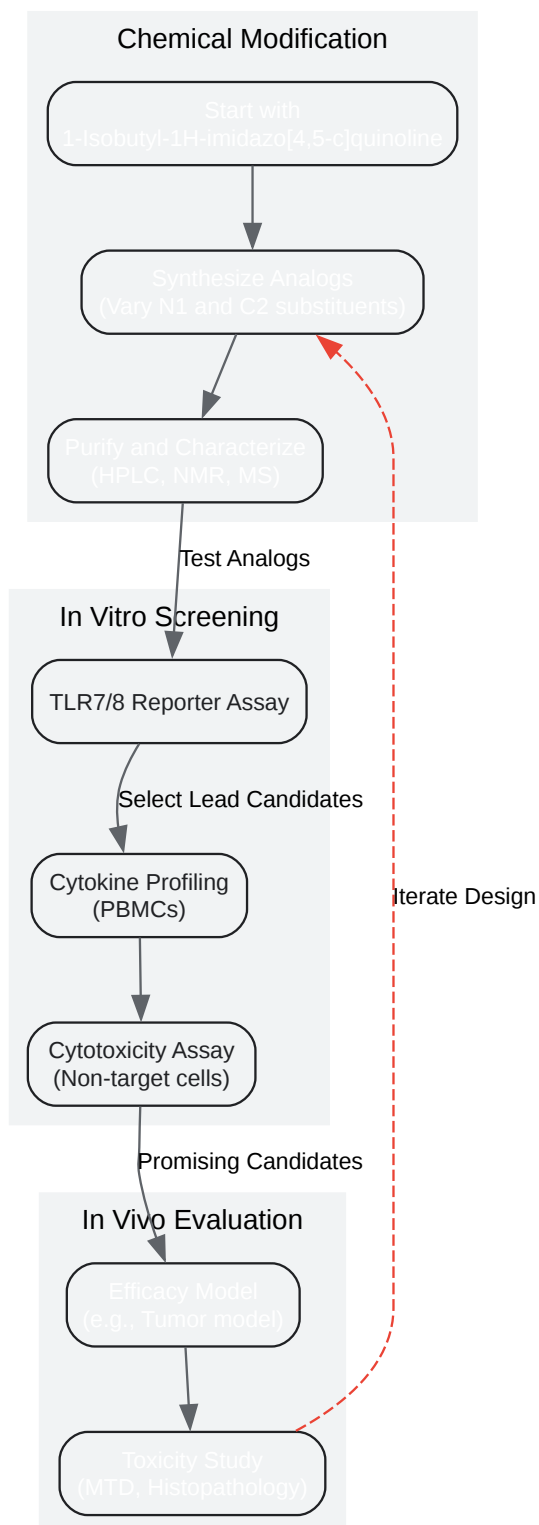 Chemical Modification
Start with
1-Isobutyl-1H-imidazo[4,5-c]quinoline
Synthesize Analogs
(Vary N1 and C2 substituents)
Purify and Characterize
(HPLC, NMR, MS)
Test Analogs
In Vitro Screening
TLR7/8 Reporter Assay
Select Lead Candidates
Cytokine Profiling
(PBMCs)
Iterate Design
Cytotoxicity Assay
(Non-target cells)
Promising Candidates
In Vivo Evaluation
Efficacy Model
(e.g., Tumor model)
Toxicity Study
(MTD, Histopathology)